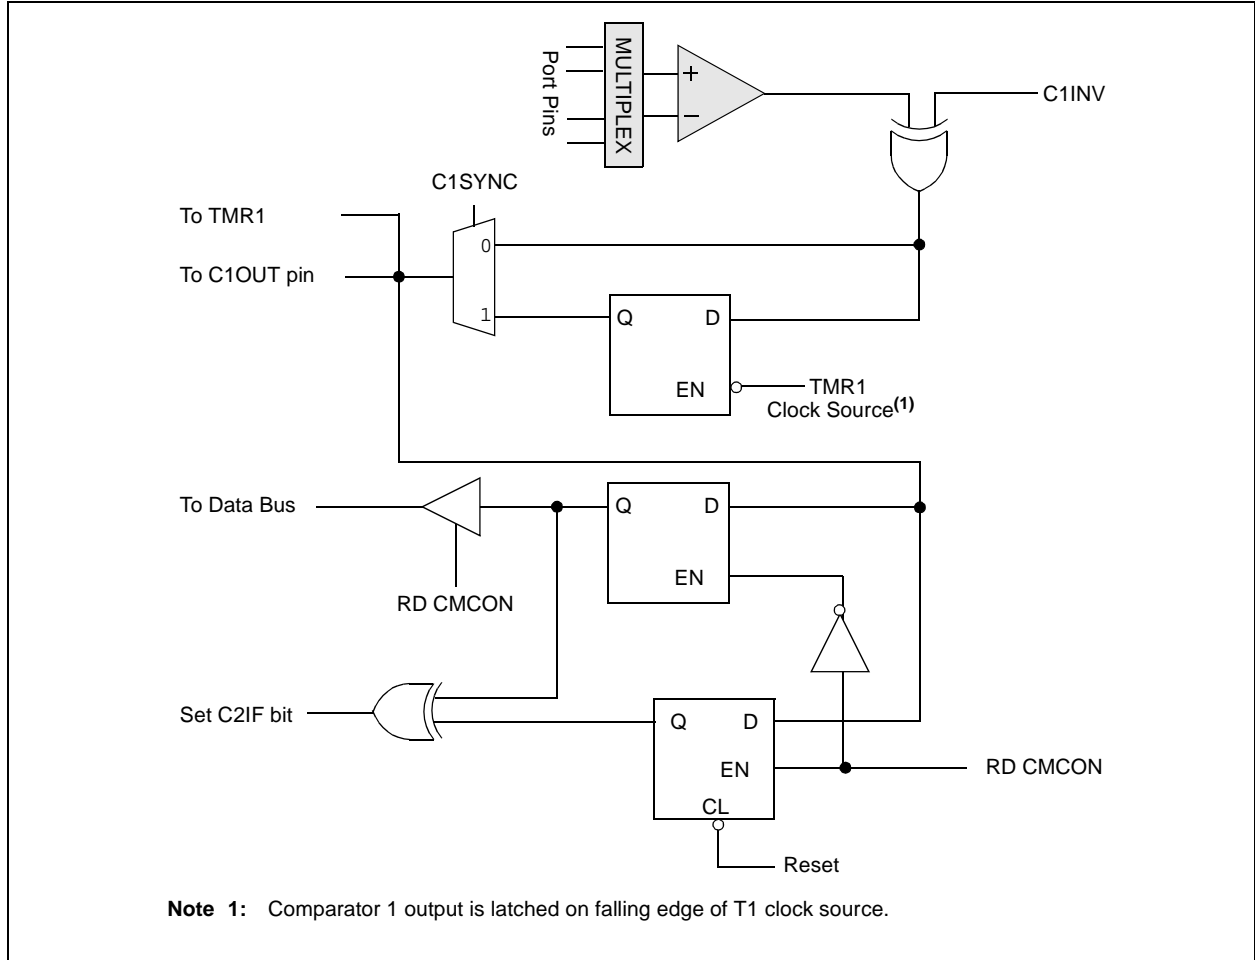 Port Pins
MULTIPLEX
+
−
C1INV
C1SYNC
To TMR1
0
To C1OUT pin
1
Q D
EN
TMR1
Clock Source(1)
To Data Bus
Q D
EN
RD CMCON
Set C2IF bit
Q D
EN
RD CMCON
CL
Reset
Note 1: Comparator 1 output is latched on falling edge of T1 clock source.